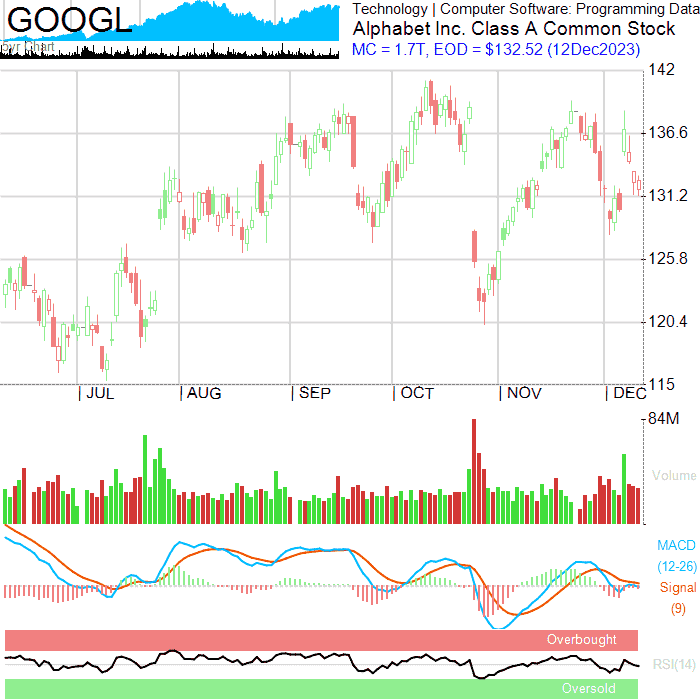 GOOGL
Technology | Computer Software: Programming Data
Alphabet Inc. Class A Common Stock
MC = 1.7T, EOD = $132.52 (12Dec2023)
Chart
142
136.6
131.2
125.8
120.4
115
| JUL | AUG | SEP | OCT | NOV | DEC
84M
Volume
MACD
(12-26)
Signal
(9)
Overbought
RSI(14)
Oversold